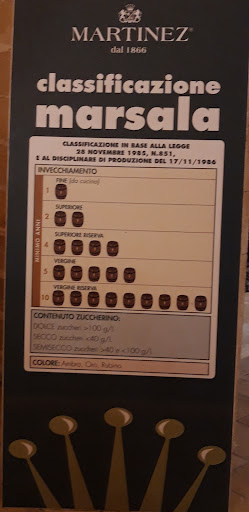 MARTINEZ®
dal 1866
classificazione
marsala
CLASSIFICAZIONE IN BASE ALLA LEGGE
28 NOVEMBRE 1985, N.851,
E AL DISCIPLINARE DI PRODUZIONE DEL 17/11/1986
INVECCHIAMENTO
MINIMO ANNI
FINE (da cucina)
1
SUPERIORE
2
SUPERIORE RISERVA
4
VERGINE
5
VERGINE RISERVA
10
CONTENUTO ZUCCHERINO:
DOLCE zuccheri >100 g/l
SECCO zuccheri <40 g/l
SEMISECCO zuccheri >40 e <100 g/l
COLORE: Ambra, Oro, Rubino